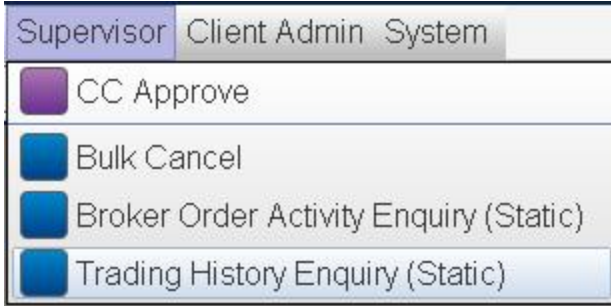 Supervisor Client Admin System
CC Approve
Bulk Cancel
Broker Order Activity Enquiry (Static)
Trading History Enquiry (Static)